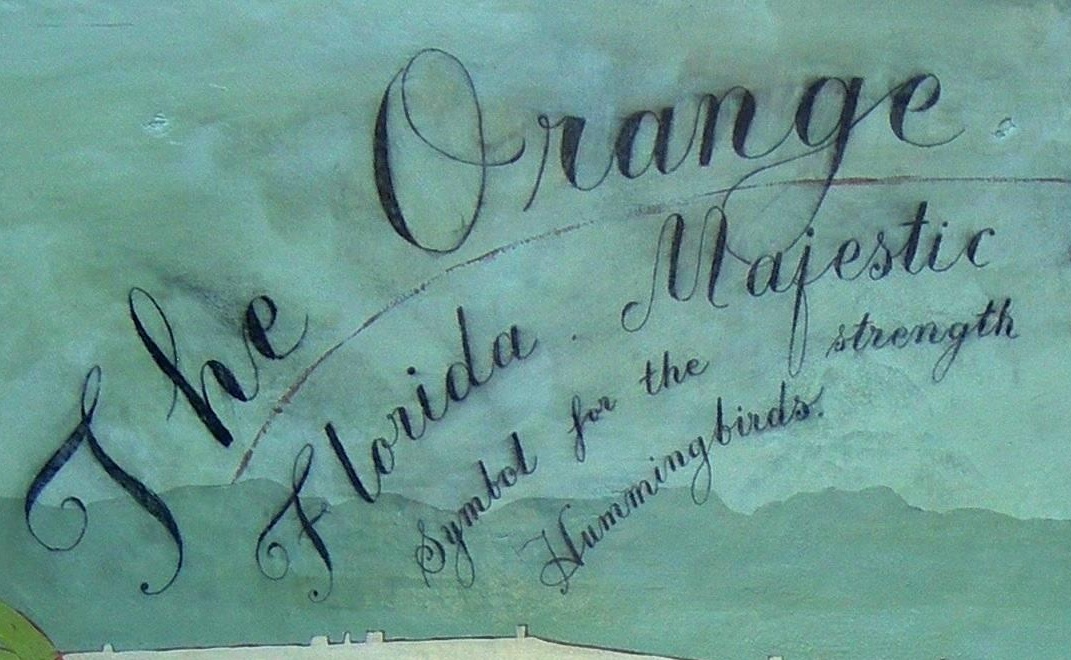 The Orange
Florida. Majestic
Symbol for the strength
Hummingbirds.